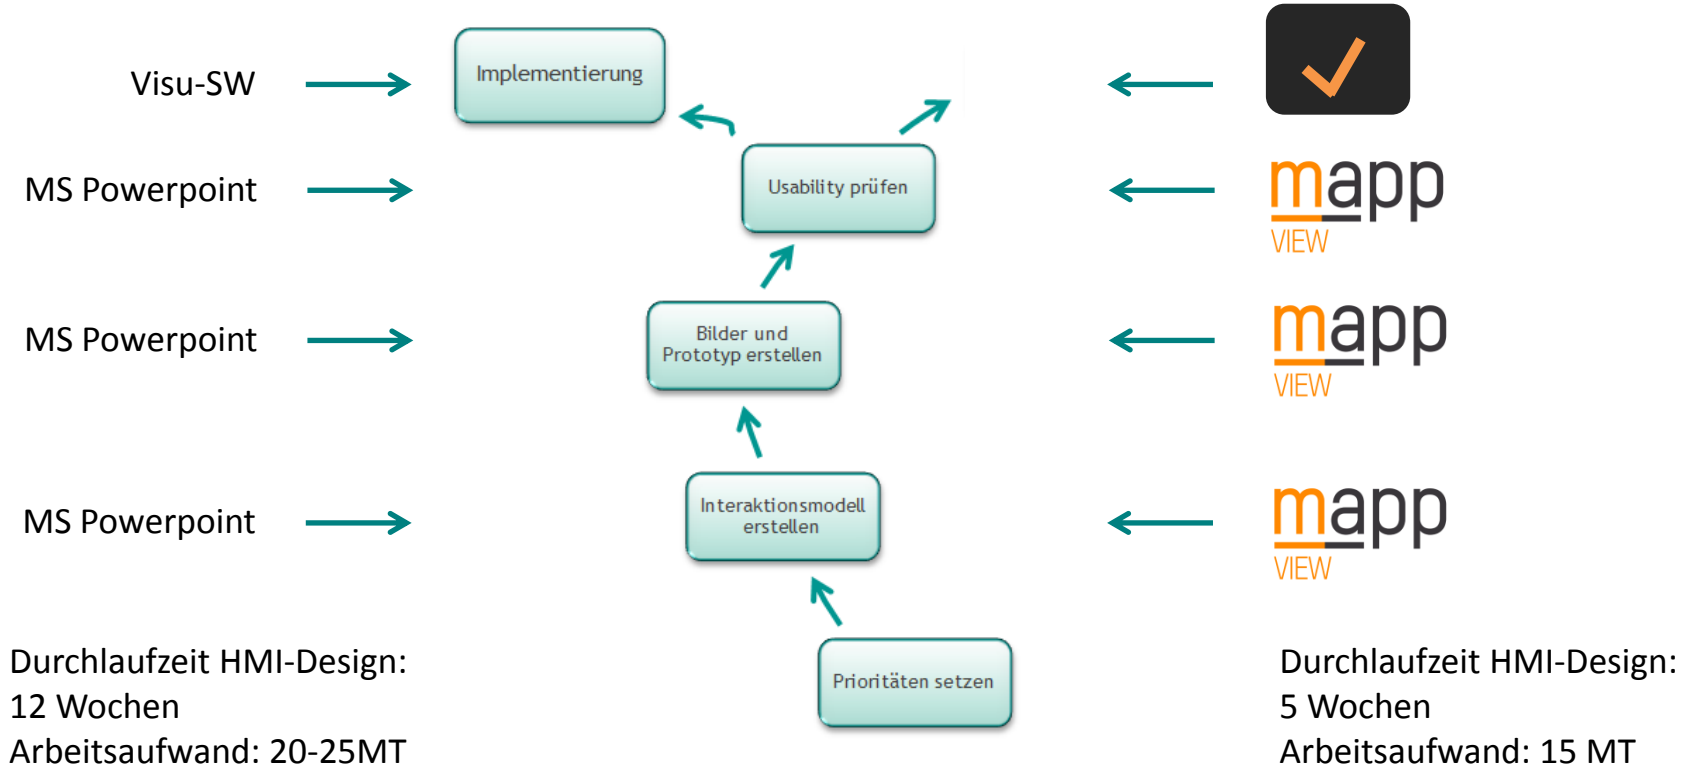 Visu-SW
Implementierung
MS Powerpoint
Usability prüfen
mapp
VIEW
MS Powerpoint
Bilder und
Prototyp erstellen
mapp
VIEW
MS Powerpoint
Interaktionsmodell
erstellen
mapp
VIEW
Prioritäten setzen
Durchlaufzeit HMI-Design:
12 Wochen
Arbeitsaufwand: 20-25MT
Durchlaufzeit HMI-Design:
5 Wochen
Arbeitsaufwand: 15 MT